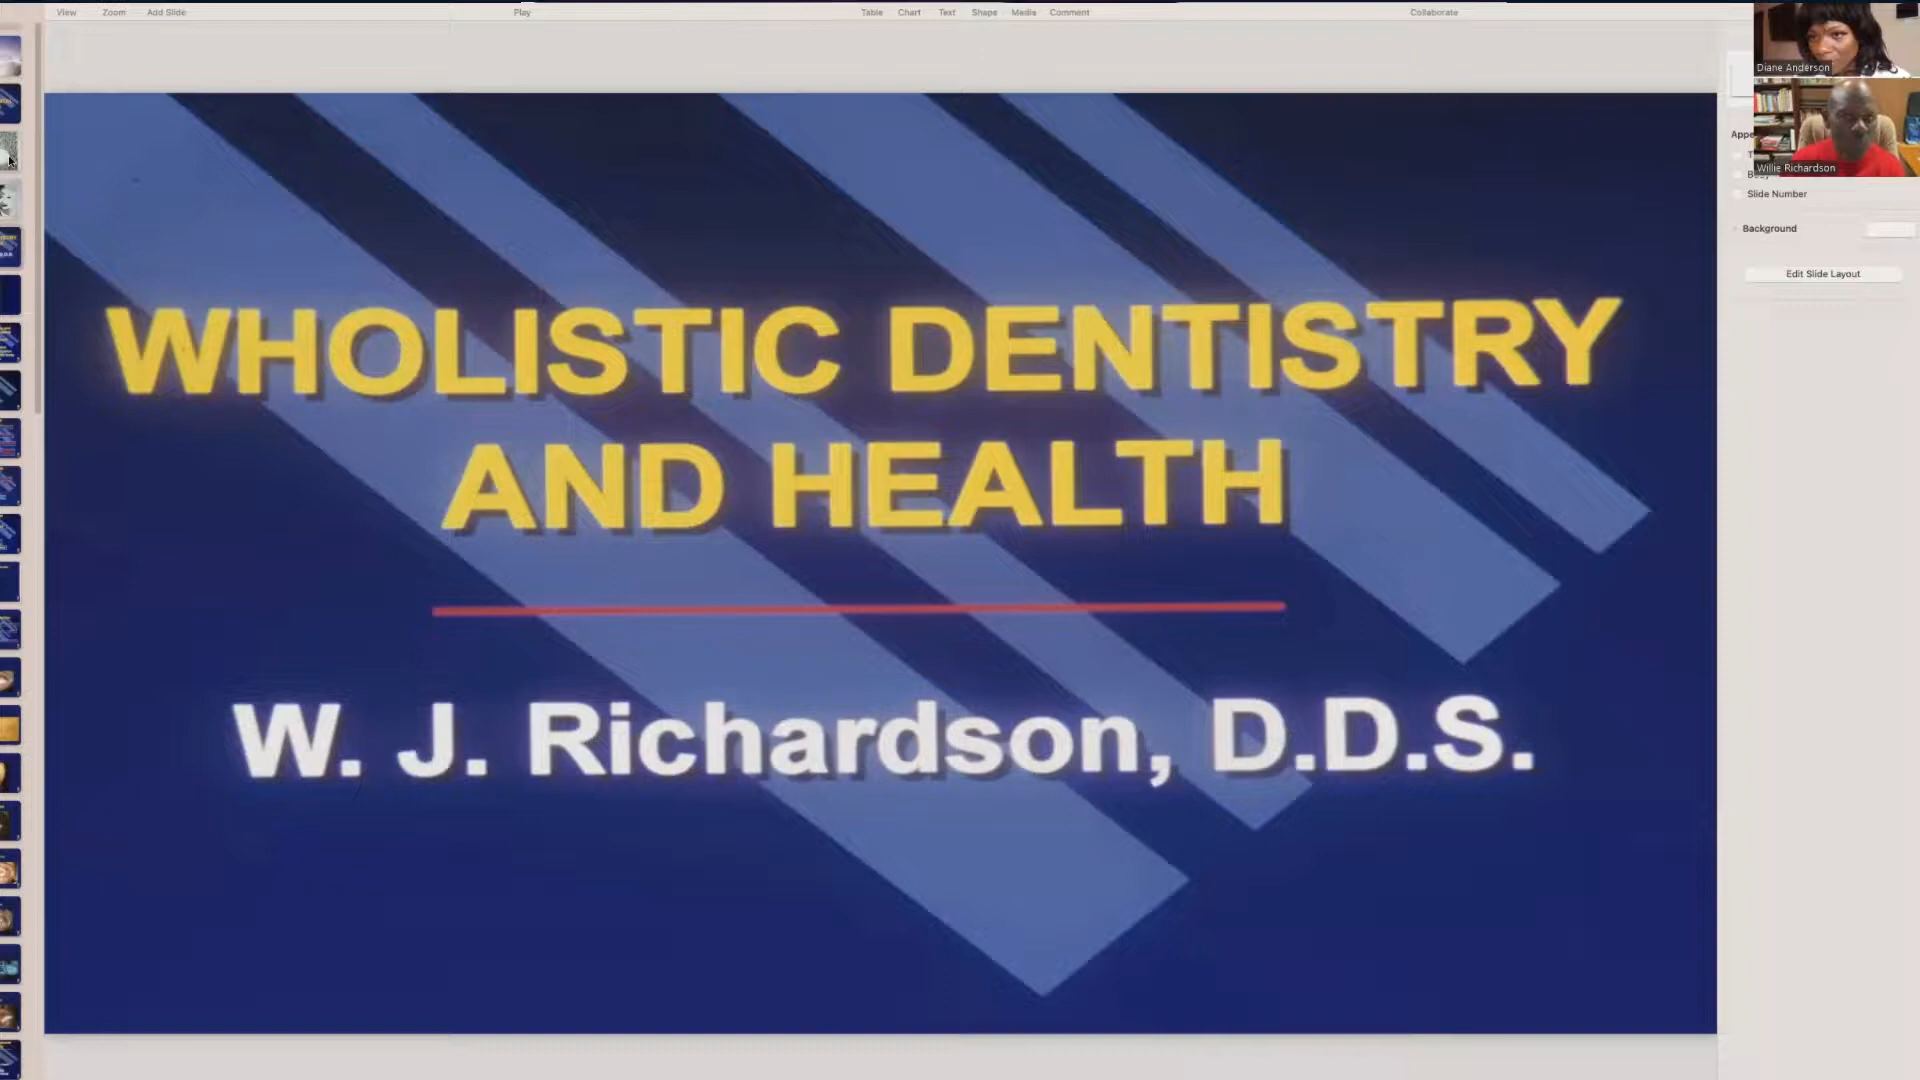 View Zoom Add Slide Play Table Chart Text Shape Media Comment Collaborate
Diane Anderson
Willie Richardson
Slide Number
Background
Edit Slide Layout
WHOLISTIC DENTISTRY
AND HEALTH
W. J. Richardson, D.D.S.